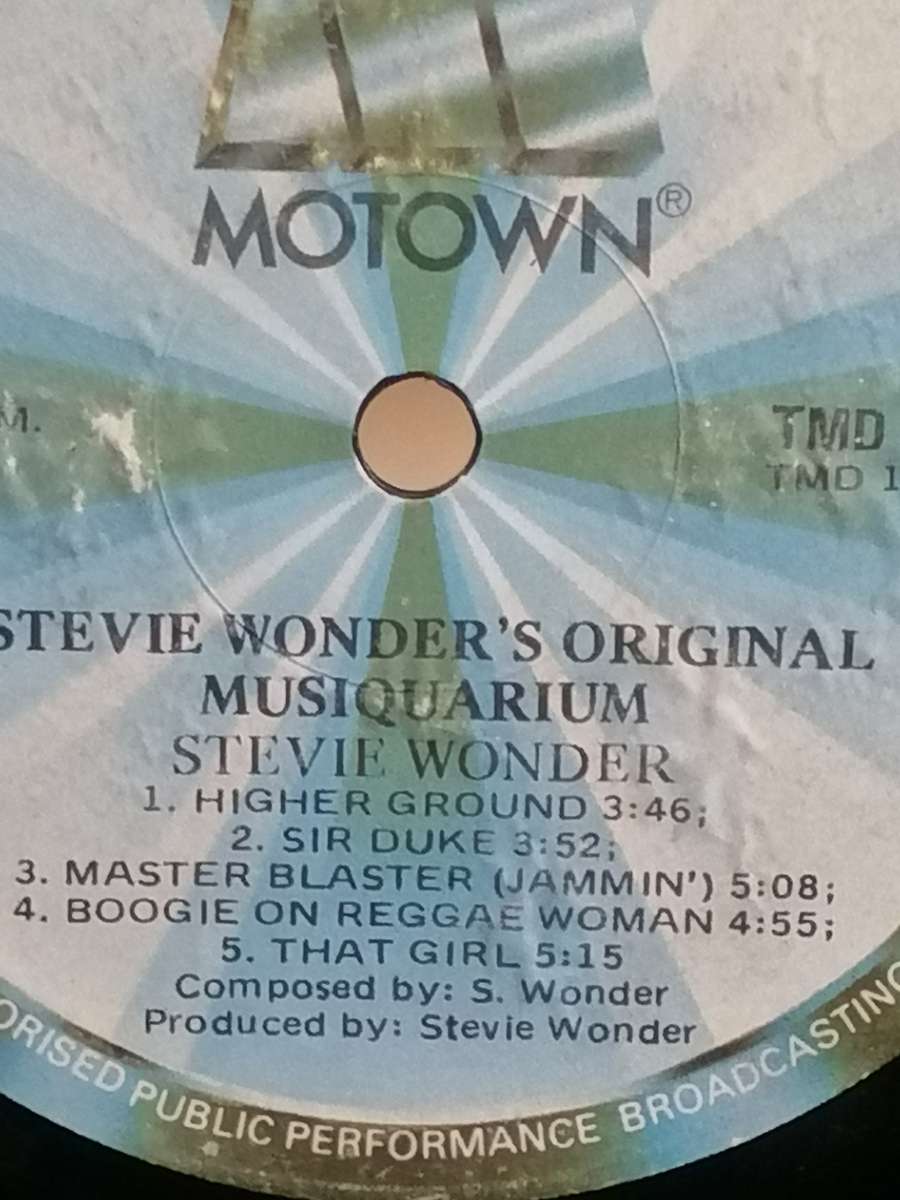 MOTOWN®
M.
TMD
TMD 1
STEVIE WONDER'S ORIGINAL
MUSIQUARIUM
STEVIE WONDER
1. HIGHER GROUND 3:46;
2. SIR DUKE 3:52;
3. MASTER BLASTER (JAMMIN') 5:08;
4. BOOGIE ON REGGAE WOMAN 4:55;
5. THAT GIRL 5:15
Composed by: S. Wonder
Produced by: Stevie Wonder
ORISED PUBLIC PERFORMANCE BROADCASTING